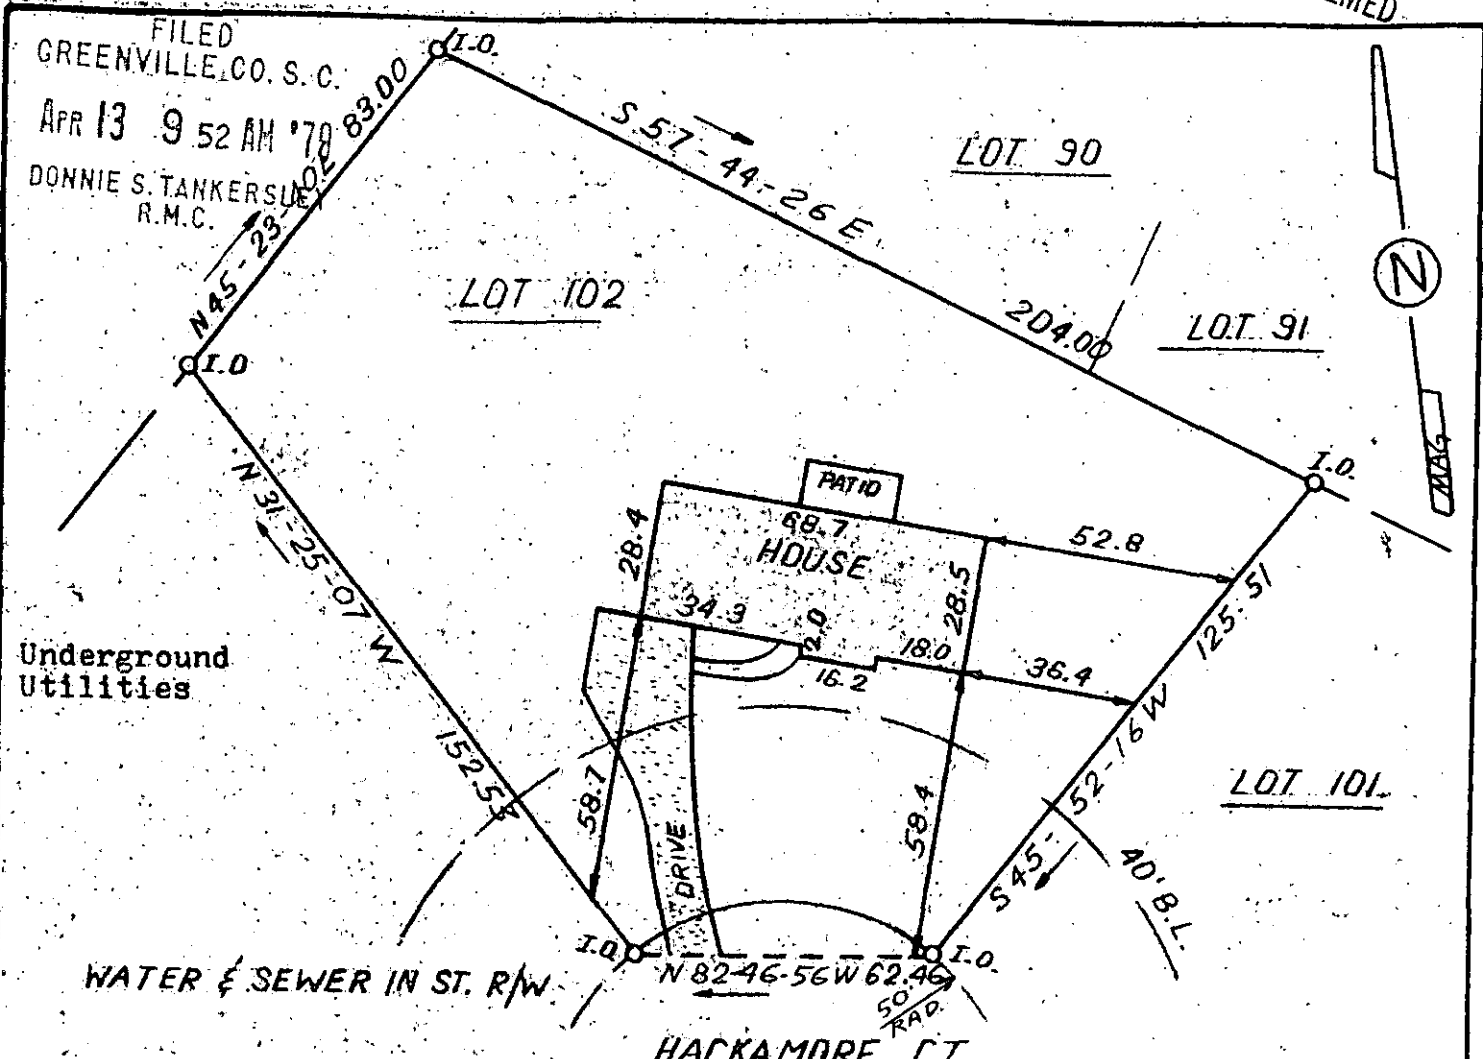 FILED
GREENVILLE, CO. S. C.
APR 13 9 52 AM '78
DONNIE S. TANKERSLEY
R.M.C.
I.O.
83.00
S 57-44-26 E
LOT 90
LOT 102
204.00
LOT 91
N
MAG
I.O
I.O.
N 31-25-07 W
152.53
PATIO
68.7
HOUSE
28.4
28.5
52.8
34.3
2.0
16.2
18.0
36.4
125.51
S 45-52-16 W
Underground
Utilities
58.7
DRIVE
58.4
LOT 101
40' B.L.
I.O.
I.O.
WATER & SEWER IN ST. R/W
N 82-46-56 W 62.46
50'
RAD.
HACKAMORE CT.